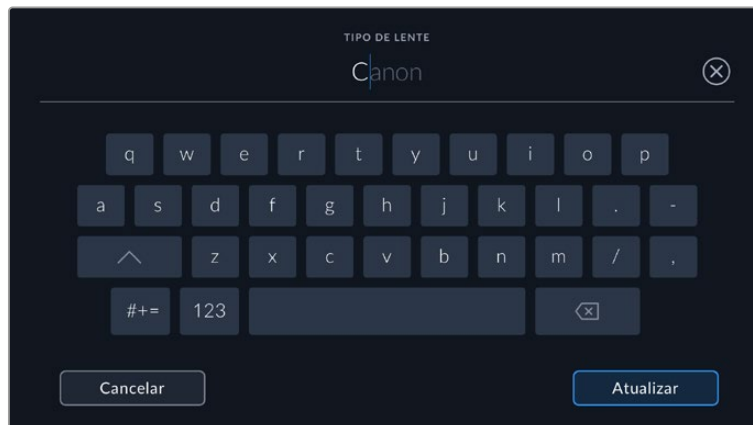 TIPO DE LENTE
Canon
q w e r t y u i o p
a s d f g h j k l . -
z x c v b n m / ,
#+= 123
Cancelar Atualizar